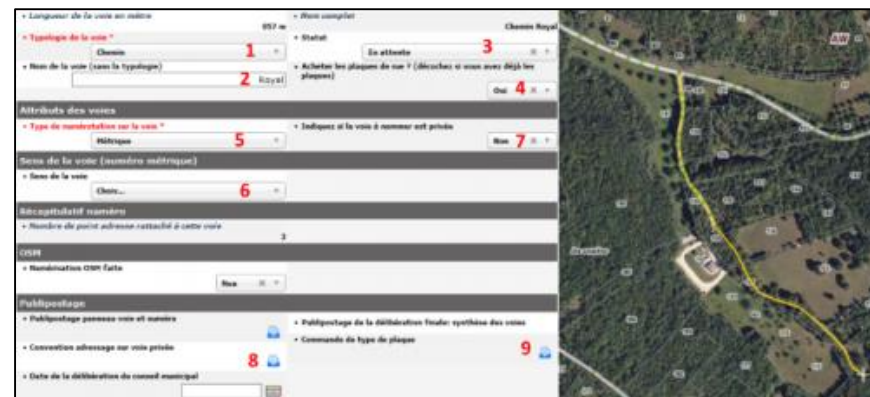 • Longueur de la voie en mètre
957 m
• Nom complet
Chemin Royal
• Typologie de la voie *
Chemin
1
• Statut
En attente
3
• Nom de la voie (sans la typologie)
2
Royal
• Acheter les plaques de rue ? (décochez si vous avez déjà les plaques)
Oui
4
Attributs des voies
• Type de numérotation sur la voie *
Métrique
5
• Indiquez si la voie à nommer est privée
Non
7
Sens de la voie (numéro métrique)
• Sens de la voie
Choix...
6
Récapitulatif numéro
• Nombre de point adresse rattaché à cette voie
3
OSM
• Numérisation OSM faite
Non
Publipostage
• Publipostage panneau voie et numéro
• Publipostage de la délibération finale: synthèse des voies
• Convention adressage sur voie privée
8
• Commande de type de plaque
9
• Date de la délibération du conseil municipal
AW